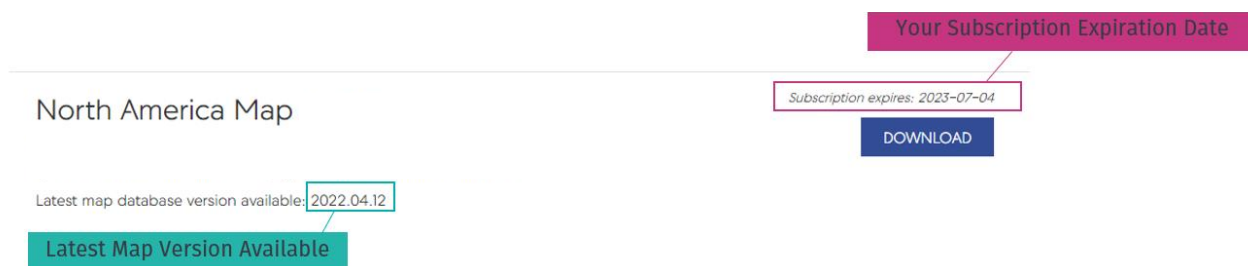 Your Subscription Expiration Date
North America Map
Subscription expires: 2023-07-04
DOWNLOAD
Latest map database version available: 2022.04.12
Latest Map Version Available